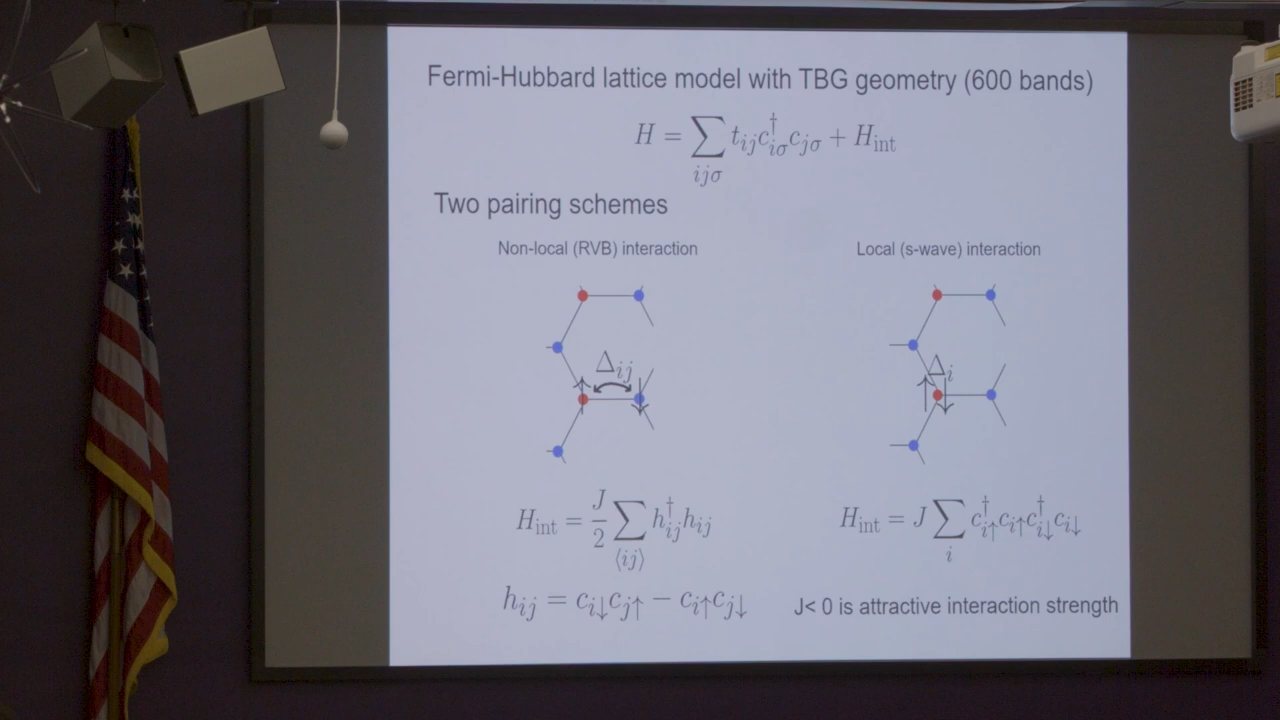 Fermi-Hubbard lattice model with TBG geometry (600 bands)
H = ∑_{ijσ} t_{ij} c†_{iσ} c_{jσ} + H_int
Two pairing schemes
Non-local (RVB) interaction
Δ_{ij}
H_int = J/2 ∑_{⟨ij⟩} h†_{ij} h_{ij}
h_{ij} = c_{i↓} c_{j↑} − c_{i↑} c_{j↓}
Local (s-wave) interaction
Δ_i
H_int = J ∑_i c†_{i↑} c_{i↑} c†_{i↓} c_{i↓}
J< 0 is attractive interaction strength